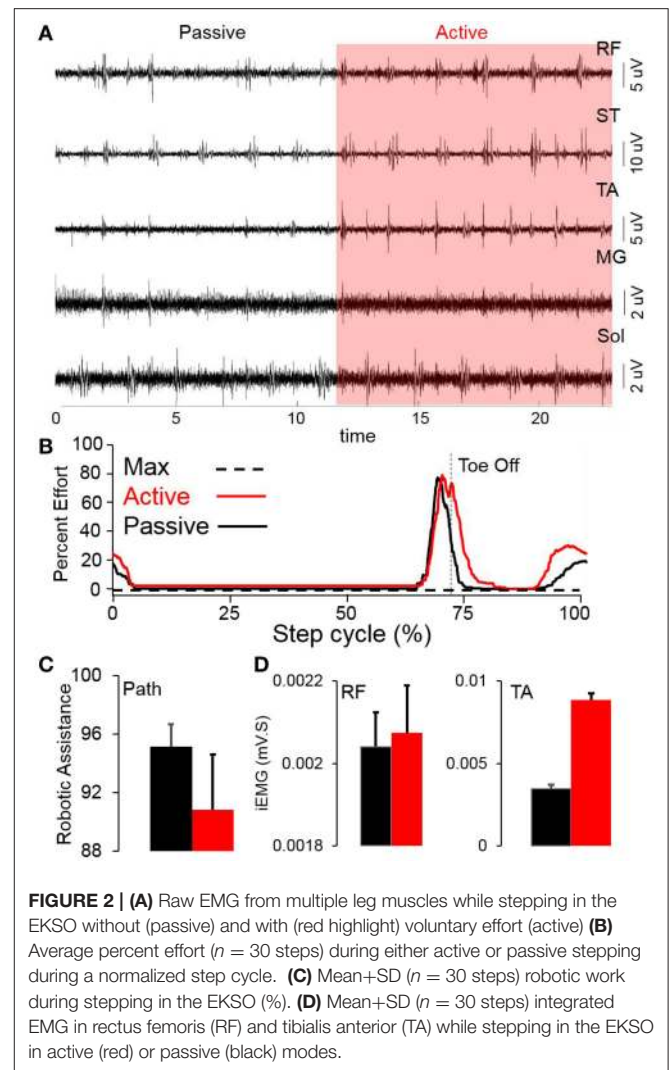 A
Passive
Active
RF
5 uV
ST
10 uV
TA
5 uV
MG
2 uV
Sol
2 uV
0 5 10 15 20
time
B
Percent Effort
100
80
60
40
20
0
Max
Active
Passive
Toe Off
0 25 50 75 100
Step cycle (%)
C
Robotic Assistance
100
96
92
88
Path
D
iEMG (mV.S)
0.0022
0.002
0.0018
RF
0.01
0.005
0
TA
FIGURE 2 | (A) Raw EMG from multiple leg muscles while stepping in the
EKSO without (passive) and with (red highlight) voluntary effort (active) (B)
Average percent effort (n = 30 steps) during either active or passive stepping
during a normalized step cycle. (C) Mean+SD (n = 30 steps) robotic work
during stepping in the EKSO (%). (D) Mean+SD (n = 30 steps) integrated
EMG in rectus femoris (RF) and tibialis anterior (TA) while stepping in the EKSO
in active (red) or passive (black) modes.